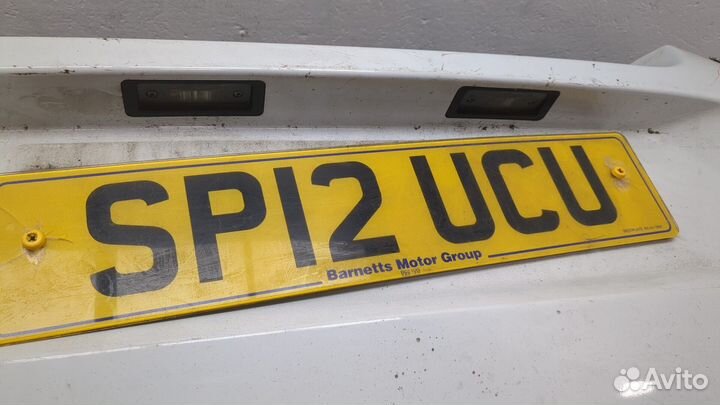 SP12 UCU
Barnetts Motor Group
Avito